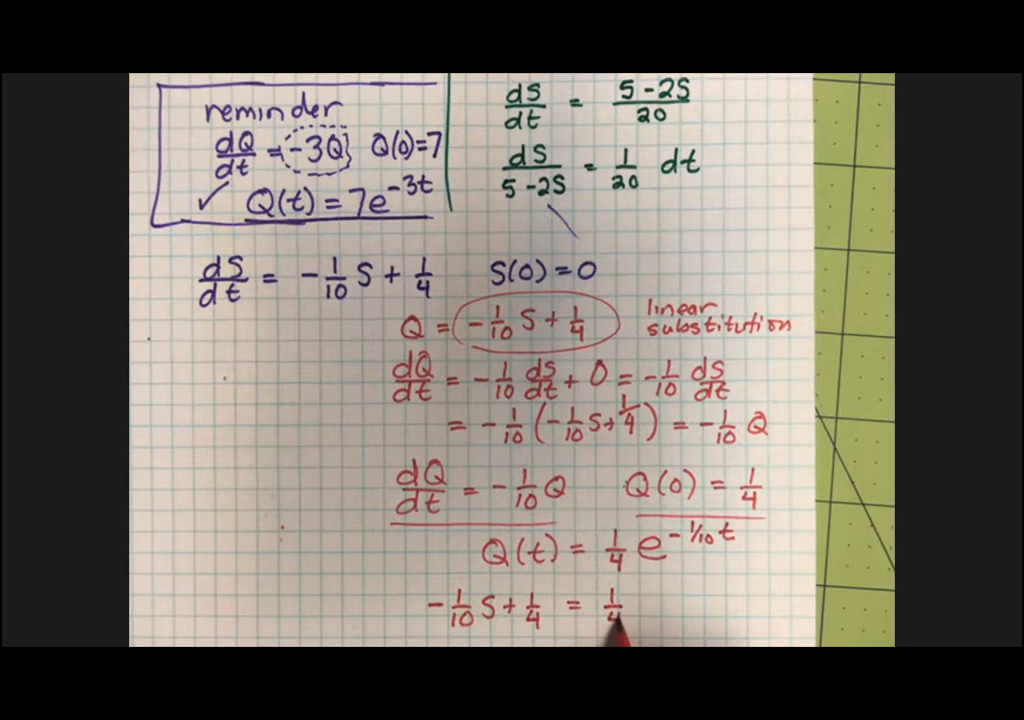 reminder
dQ/dt = -3Q Q(0)=7
✓ Q(t) = 7e^-3t
dS/dt = 5-2S/20
dS/5-2S = 1/20 dt
dS/dt = -1/10 S + 1/4 S(0)=0
Q = -1/10 S + 1/4 linear substitution
dQ/dt = -1/10 dS/dt + 0 = -1/10 dS/dt
= -1/10 (-1/10 S + 1/4) = -1/10 Q
dQ/dt = -1/10 Q Q(0) = 1/4
Q(t) = 1/4 e^-1/10 t
-1/10 S + 1/4 = 1/4